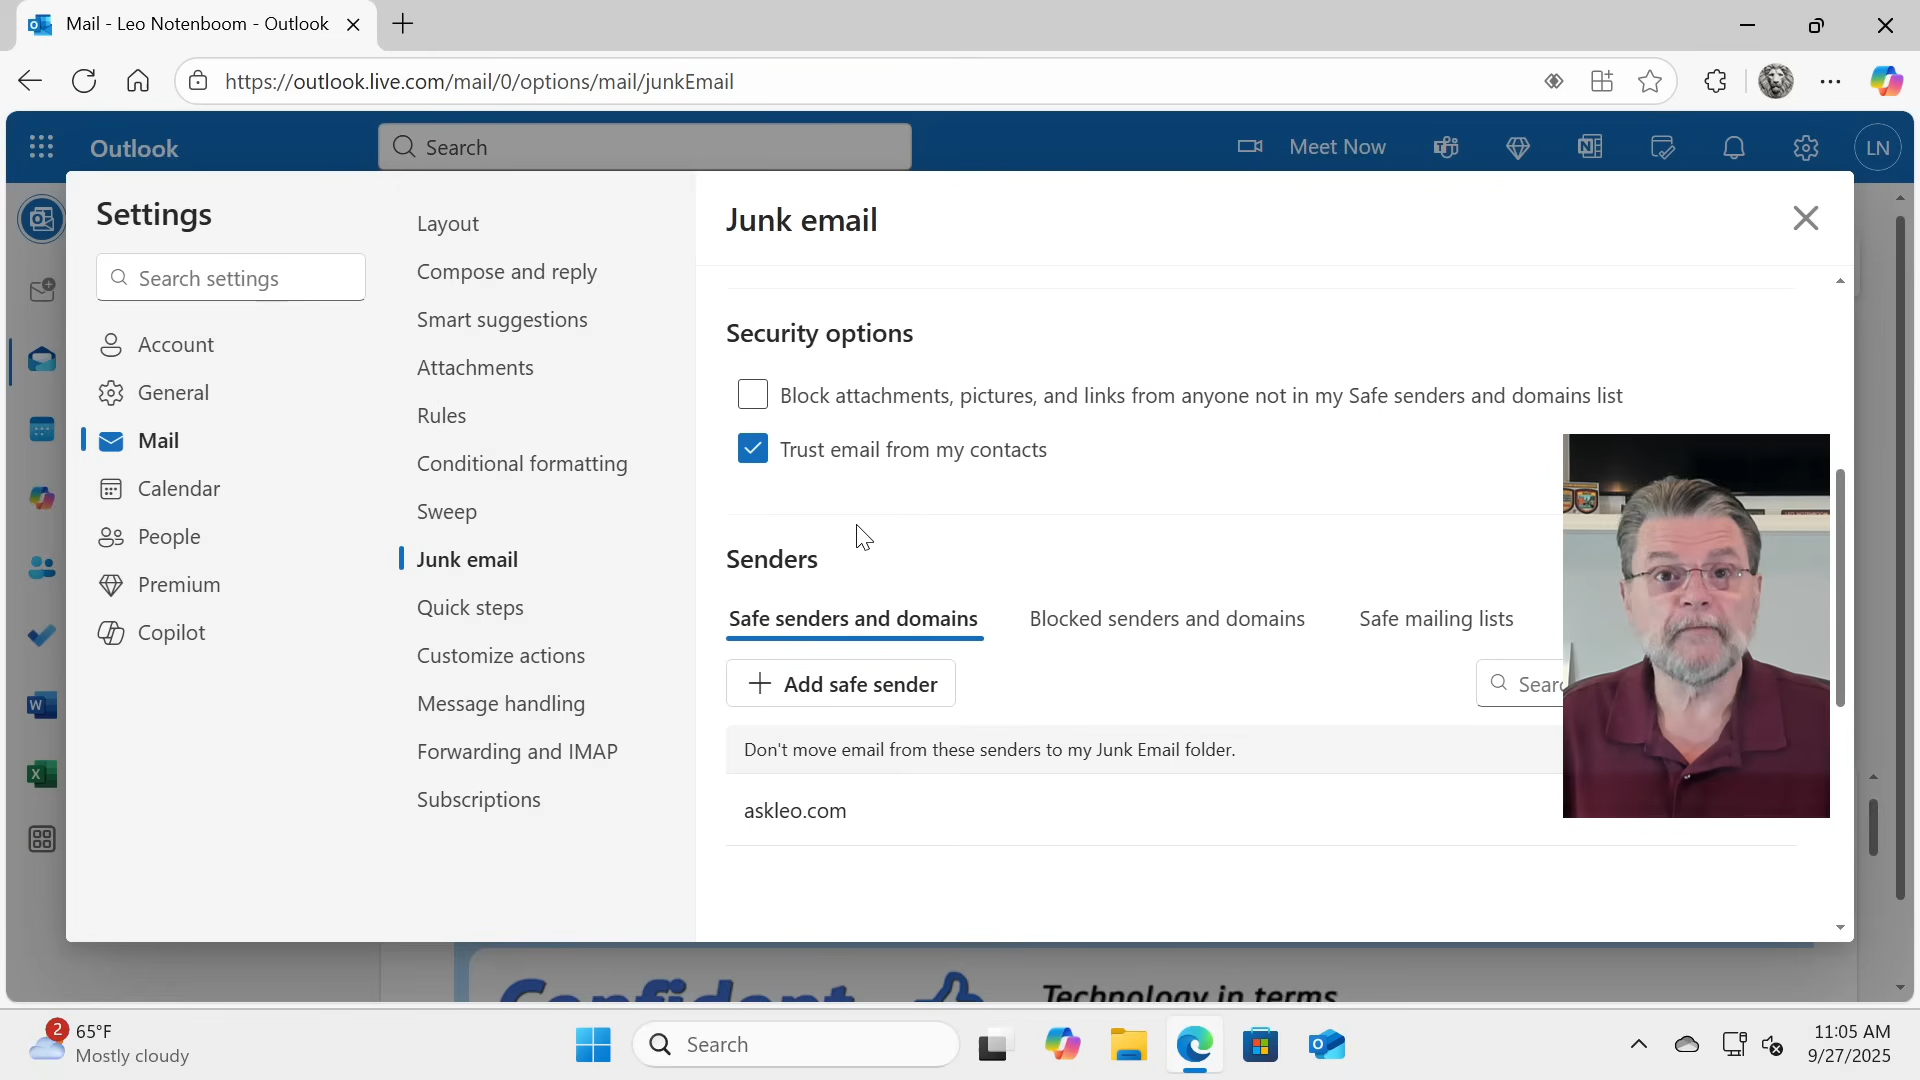 Mail - Leo Notenboom - Outlook
https://outlook.live.com/mail/0/options/mail/junkEmail
Outlook
Search
Meet Now
LN
Settings
Search settings
Account
General
Mail
Calendar
People
Premium
Copilot
Layout
Compose and reply
Smart suggestions
Attachments
Rules
Conditional formatting
Sweep
Junk email
Quick steps
Customize actions
Message handling
Forwarding and IMAP
Subscriptions
Junk email
Security options
Block attachments, pictures, and links from anyone not in my Safe senders and domains list
Trust email from my contacts
Senders
Safe senders and domains Blocked senders and domains Safe mailing lists
Add safe sender
Sear
Don't move email from these senders to my Junk Email folder.
askleo.com
Confident
Technology in terms
2
65°F
Mostly cloudy
Search
11:05 AM
9/27/2025